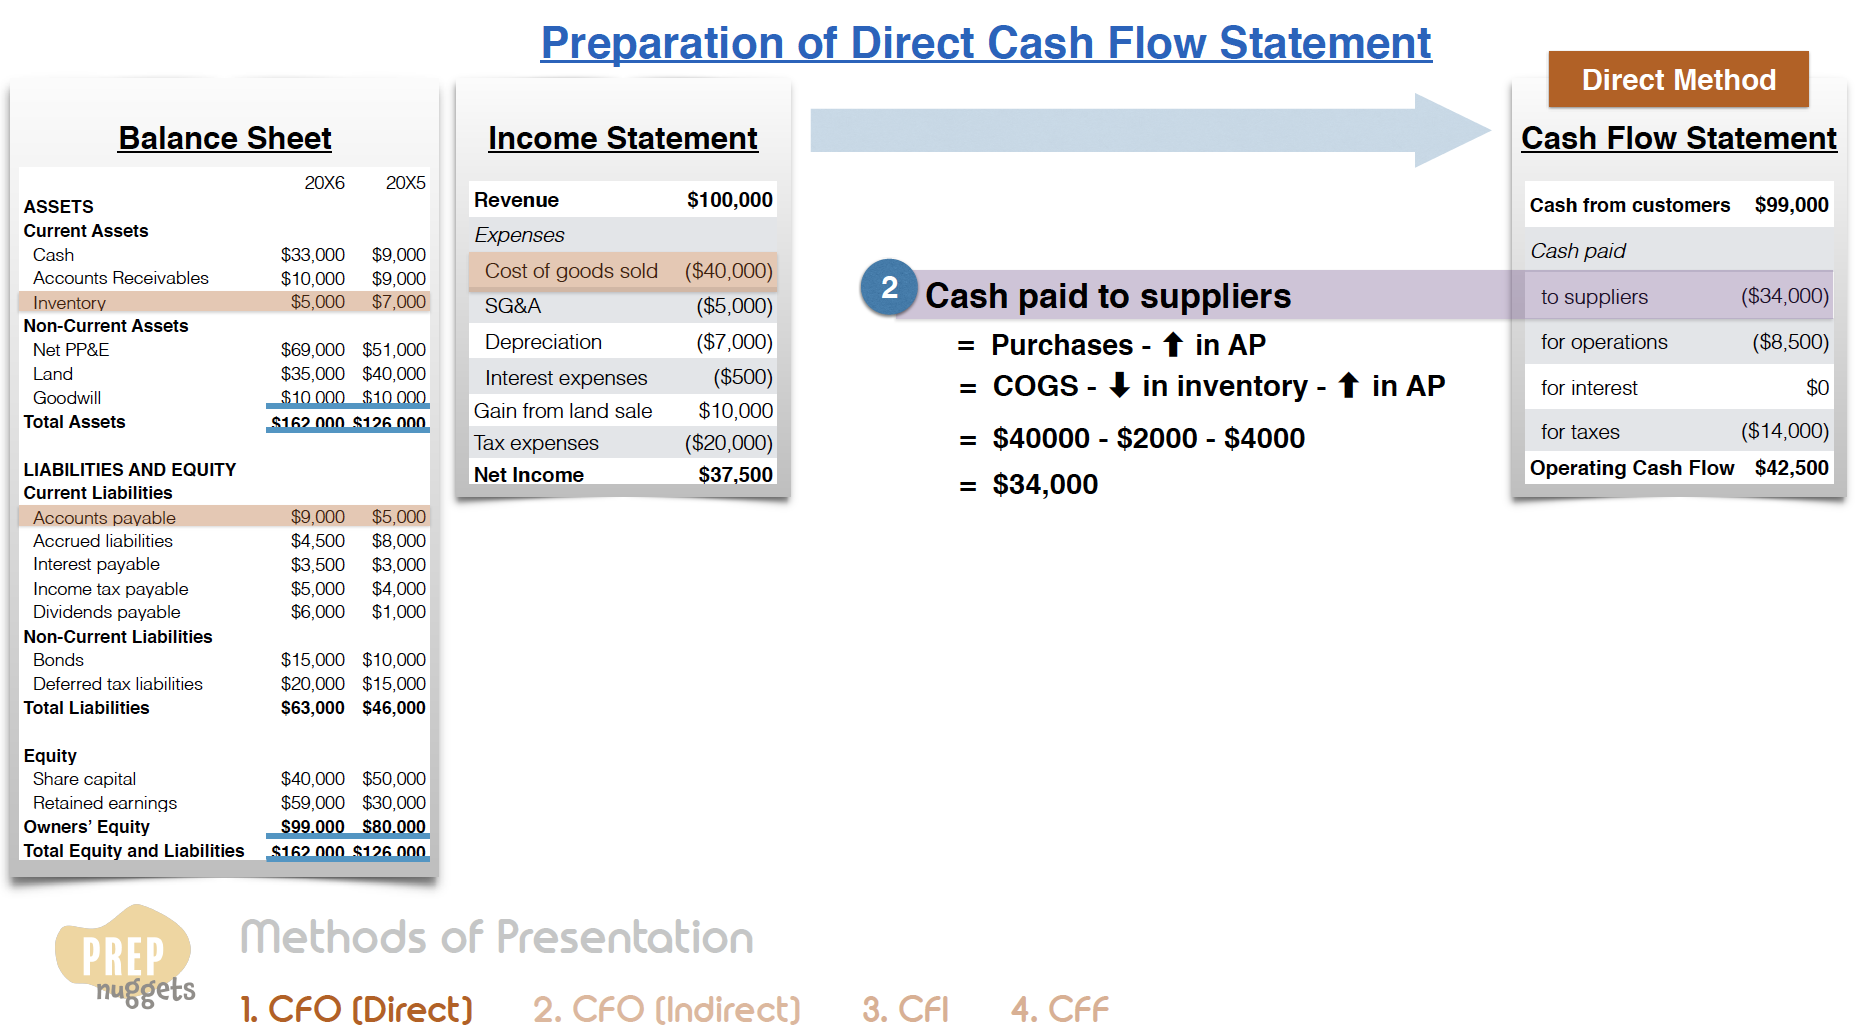 Preparation of Direct Cash Flow Statement
Balance Sheet
20X6 20X5
ASSETS
Current Assets
Cash $33,000 $9,000
Accounts Receivables $10,000 $9,000
Inventory $5,000 $7,000
Non-Current Assets
Net PP&E $69,000 $51,000
Land $35,000 $40,000
Goodwill $10,000 $10,000
Total Assets $162,000 $126,000
LIABILITIES AND EQUITY
Current Liabilities
Accounts payable $9,000 $5,000
Accrued liabilities $4,500 $8,000
Interest payable $3,500 $3,000
Income tax payable $5,000 $4,000
Dividends payable $6,000 $1,000
Non-Current Liabilities
Bonds $15,000 $10,000
Deferred tax liabilities $20,000 $15,000
Total Liabilities $63,000 $46,000
Equity
Share capital $40,000 $50,000
Retained earnings $59,000 $30,000
Owners’ Equity $99,000 $80,000
Total Equity and Liabilities $162,000 $126,000
Income Statement
Revenue $100,000
Expenses
Cost of goods sold ($40,000)
SG&A ($5,000)
Depreciation ($7,000)
Interest expenses ($500)
Gain from land sale $10,000
Tax expenses ($20,000)
Net Income $37,500
2 Cash paid to suppliers
= Purchases - ⬆ in AP
= COGS - ⬇ in inventory - ⬆ in AP
= $40000 - $2000 - $4000
= $34,000
Direct Method
Cash Flow Statement
Cash from customers $99,000
Cash paid
to suppliers ($34,000)
for operations ($8,500)
for interest $0
for taxes ($14,000)
Operating Cash Flow $42,500
PREP
nuggets
Methods of Presentation
1. CFO (Direct) 2. CFO (Indirect) 3. CFI 4. CFF